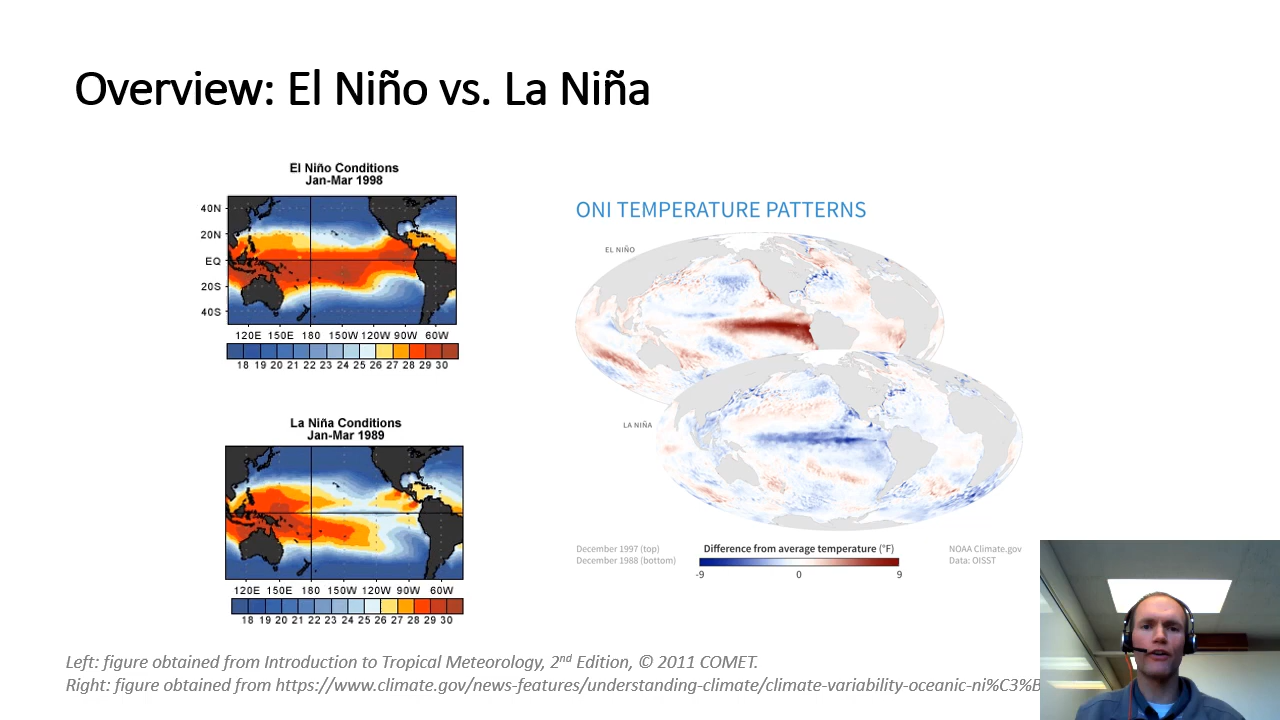 Overview: El Niño vs. La Niña
El Niño Conditions
Jan-Mar 1998
40N
20N
EQ
20S
40S
120E 150E 180 150W 120W 90W 60W
18 19 20 21 22 23 24 25 26 27 28 29 30
La Niña Conditions
Jan-Mar 1989
120E 150E 180 150W 120W 90W 60W
18 19 20 21 22 23 24 25 26 27 28 29 30
ONI TEMPERATURE PATTERNS
EL NIÑO
LA NIÑA
December 1997 (top)
December 1988 (bottom)
Difference from average temperature (°F)
-9 0 9
NOAA Climate.gov
Data: OISST
Left: figure obtained from Introduction to Tropical Meteorology, 2nd Edition, © 2011 COMET.
Right: figure obtained from https://www.climate.gov/news-features/understanding-climate/climate-variability-oceanic-ni%C3%B